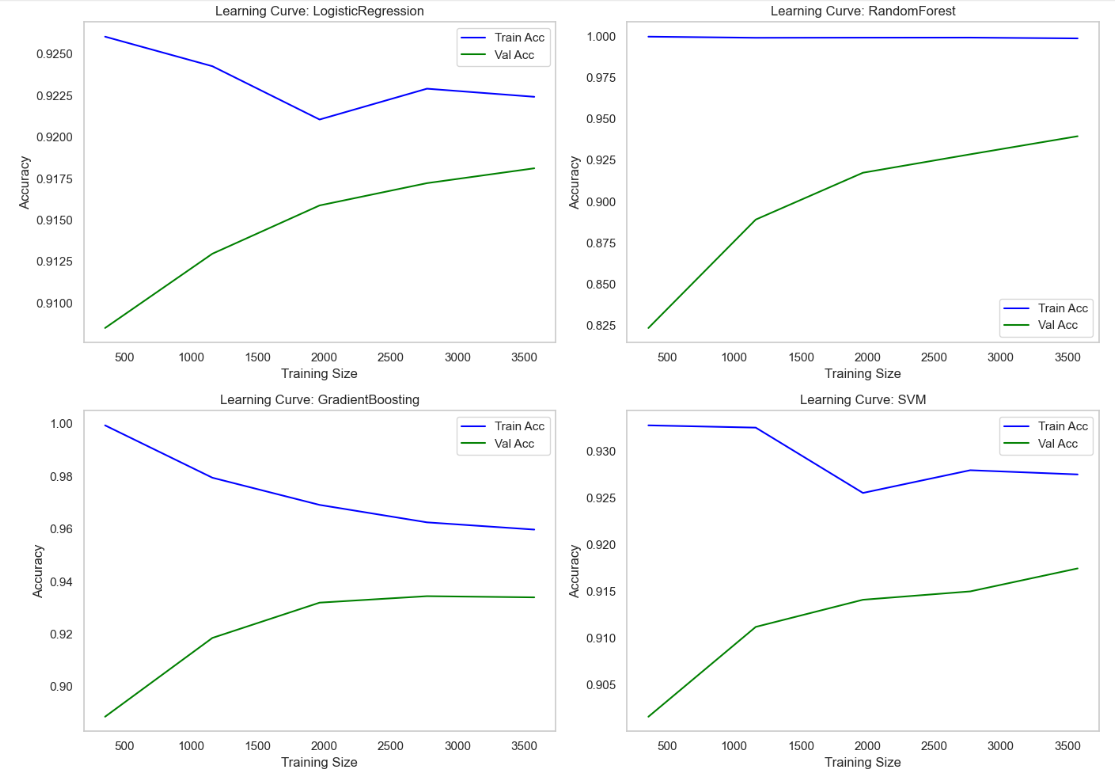 Learning Curve: LogisticRegression
0.9250
0.9225
0.9200
0.9175
0.9150
0.9125
0.9100
Accuracy
Train Acc
Val Acc
500 1000 1500 2000 2500 3000 3500
Training Size
Learning Curve: RandomForest
1.000
0.975
0.950
0.925
0.900
0.875
0.850
0.825
Accuracy
Train Acc
Val Acc
500 1000 1500 2000 2500 3000 3500
Training Size
Learning Curve: GradientBoosting
1.00
0.98
0.96
0.94
0.92
0.90
Accuracy
Train Acc
Val Acc
500 1000 1500 2000 2500 3000 3500
Training Size
Learning Curve: SVM
0.930
0.925
0.920
0.915
0.910
0.905
Accuracy
Train Acc
Val Acc
500 1000 1500 2000 2500 3000 3500
Training Size